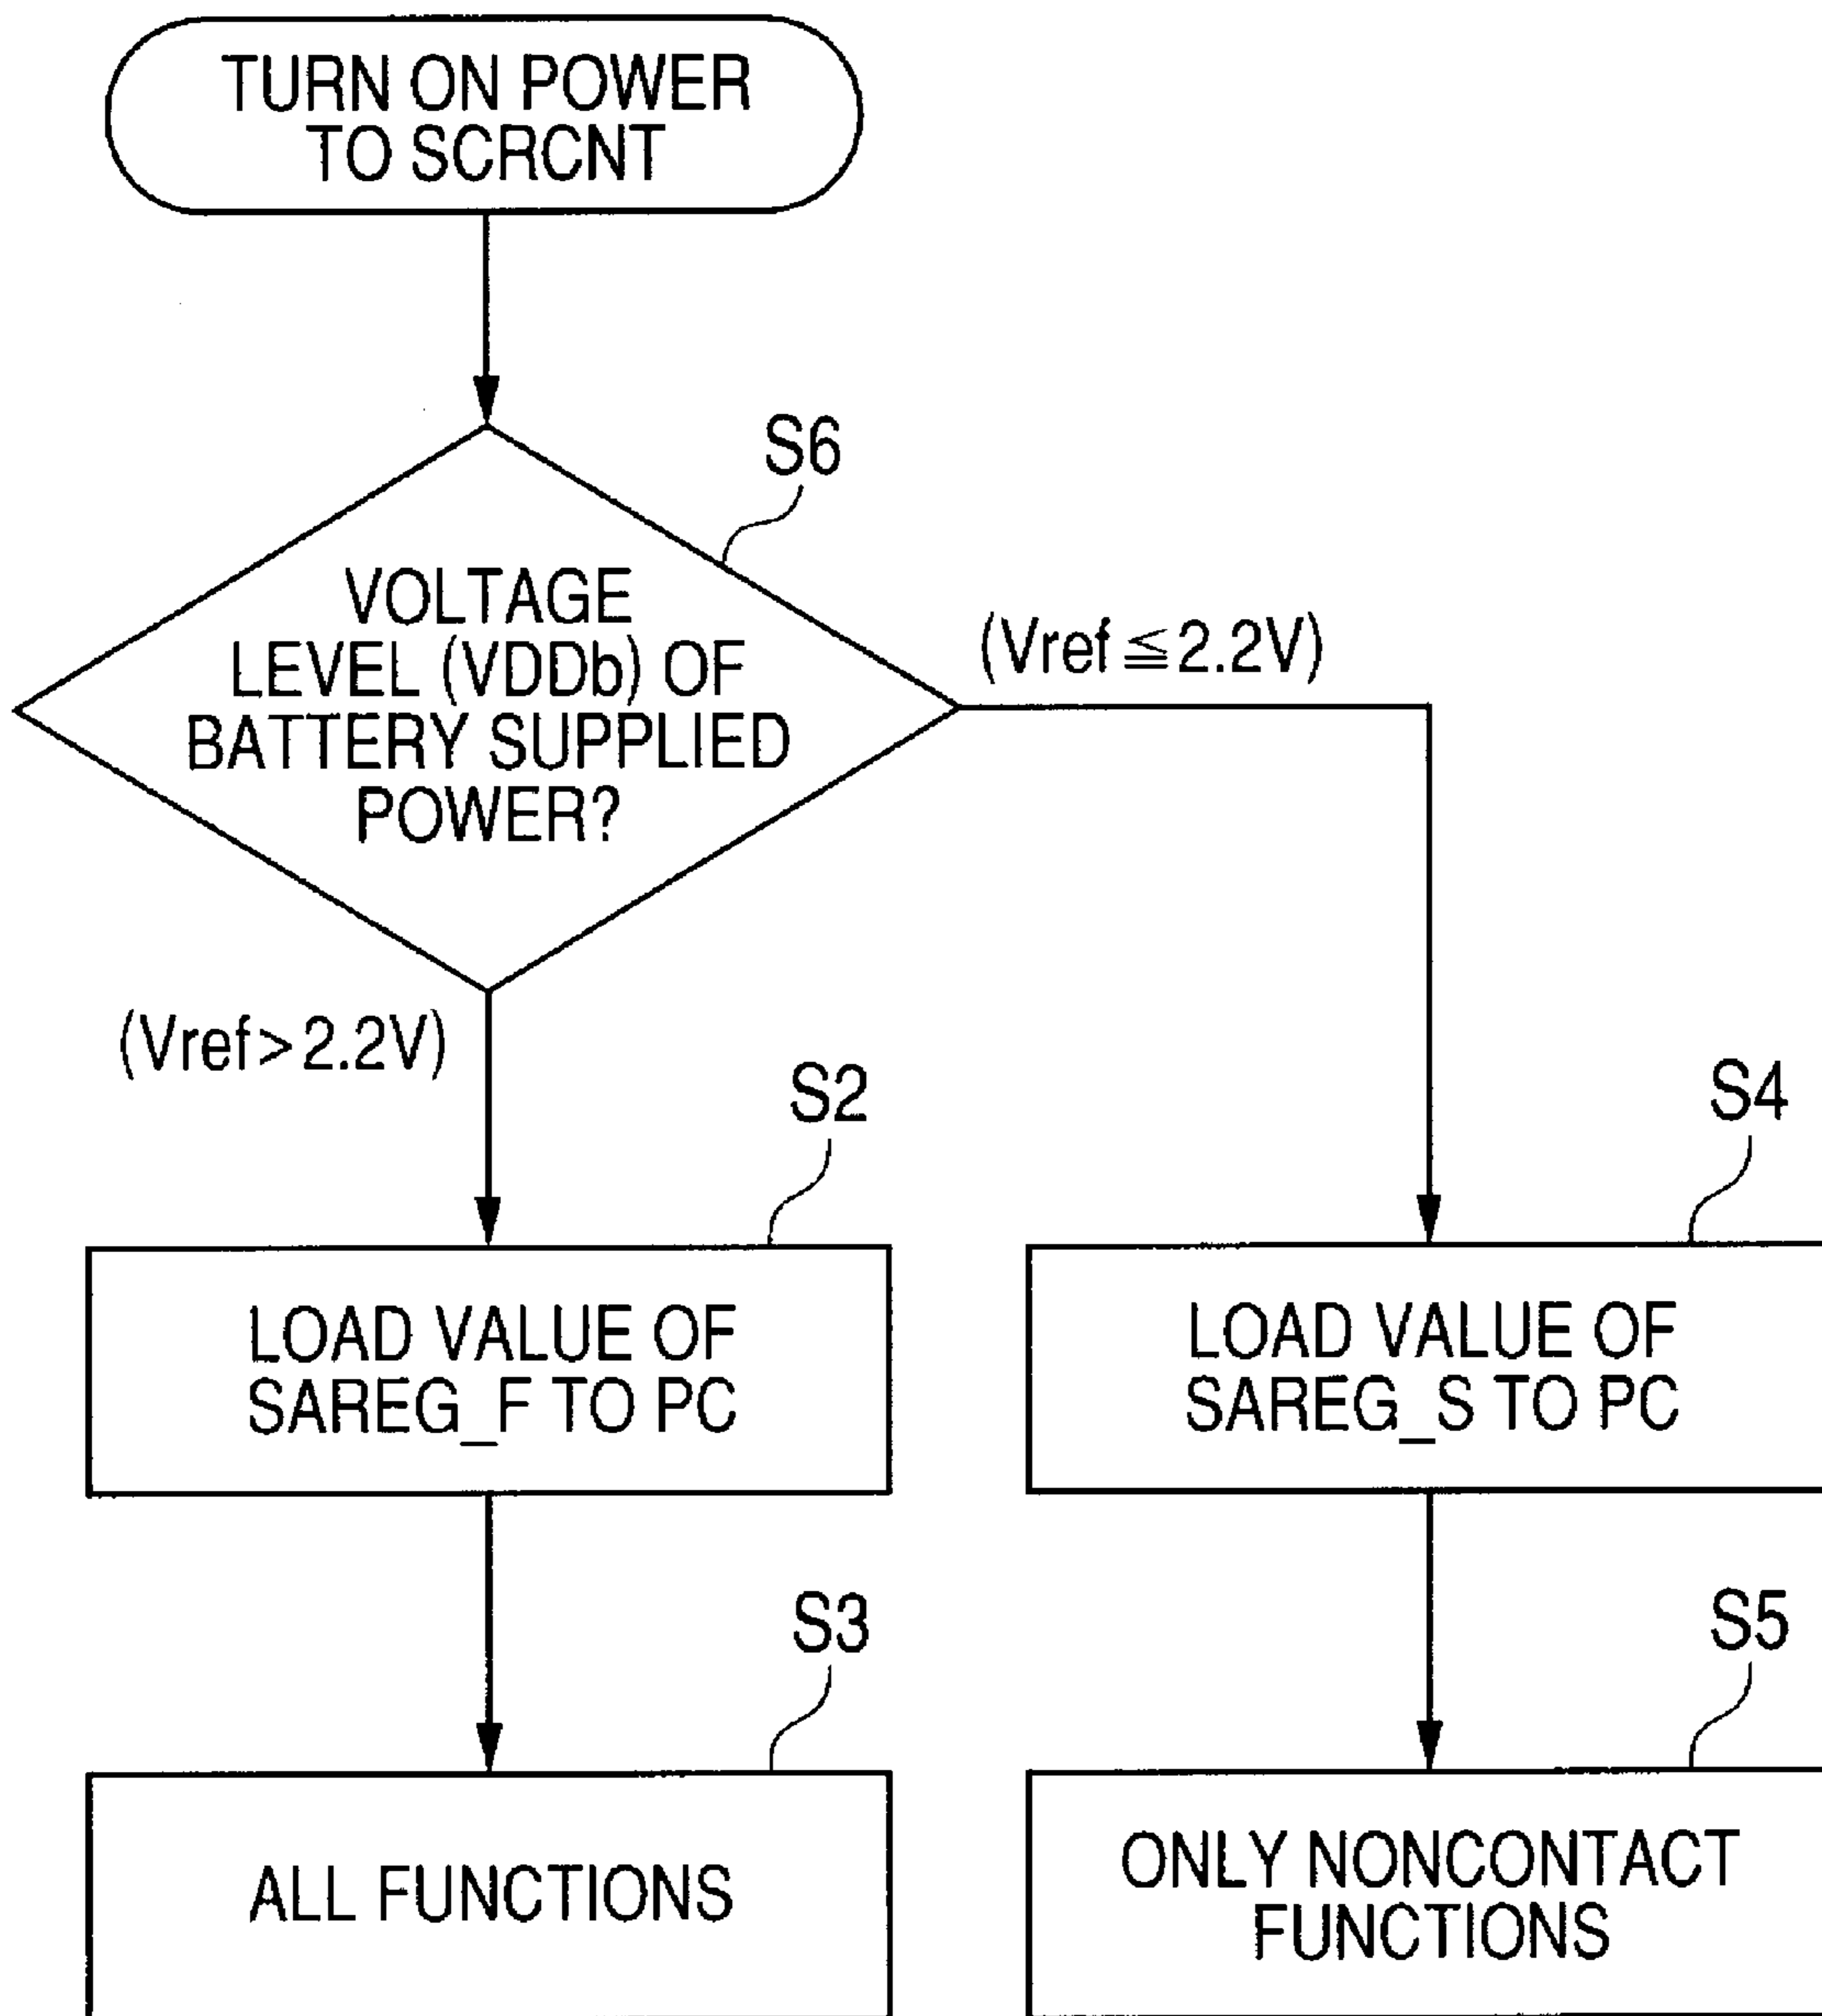 TURN ON POWER
TO SCRCNT
S6
VOLTAGE
LEVEL (VDDb) OF
BATTERY SUPPLIED
POWER?
(Vref≦2.2V)
(Vref>2.2V)
S2
S4
LOAD VALUE OF
SAREG_F TO PC
LOAD VALUE OF
SAREG_S TO PC
S3
S5
ALL FUNCTIONS
ONLY NONCONTACT
FUNCTIONS